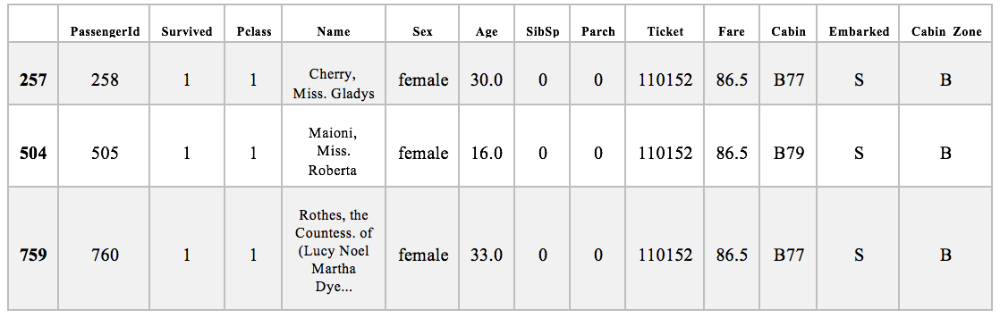 PassengerId Survived Pclass Name Sex Age SibSp Parch Ticket Fare Cabin Embarked Cabin_Zone
257 258 1 1 Cherry, Miss. Gladys female 30.0 0 0 110152 86.5 B77 S B
504 505 1 1 Maioni, Miss. Roberta female 16.0 0 0 110152 86.5 B79 S B
759 760 1 1 Rothes, the Countess. of (Lucy Noel Martha Dye... female 33.0 0 0 110152 86.5 B77 S B